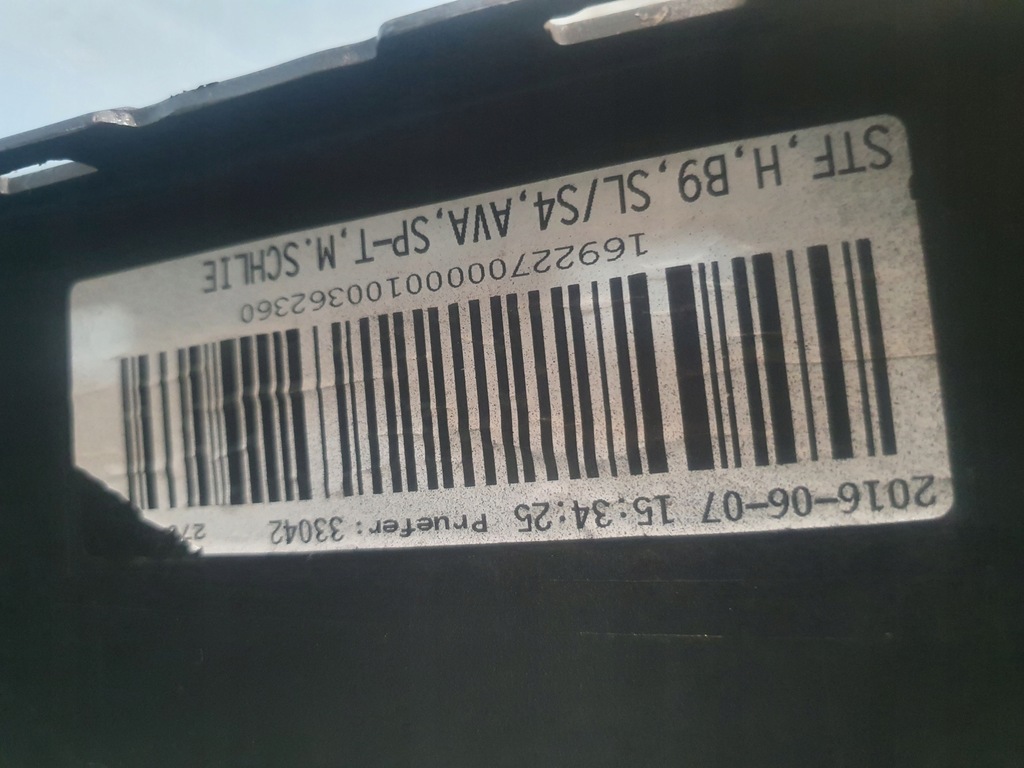 2016-06-07 15:34:25 Pruefer: 33042
16922700000100362360
STF,H,B9,SL/S4,AVA,SP-T,M.SCHLIE